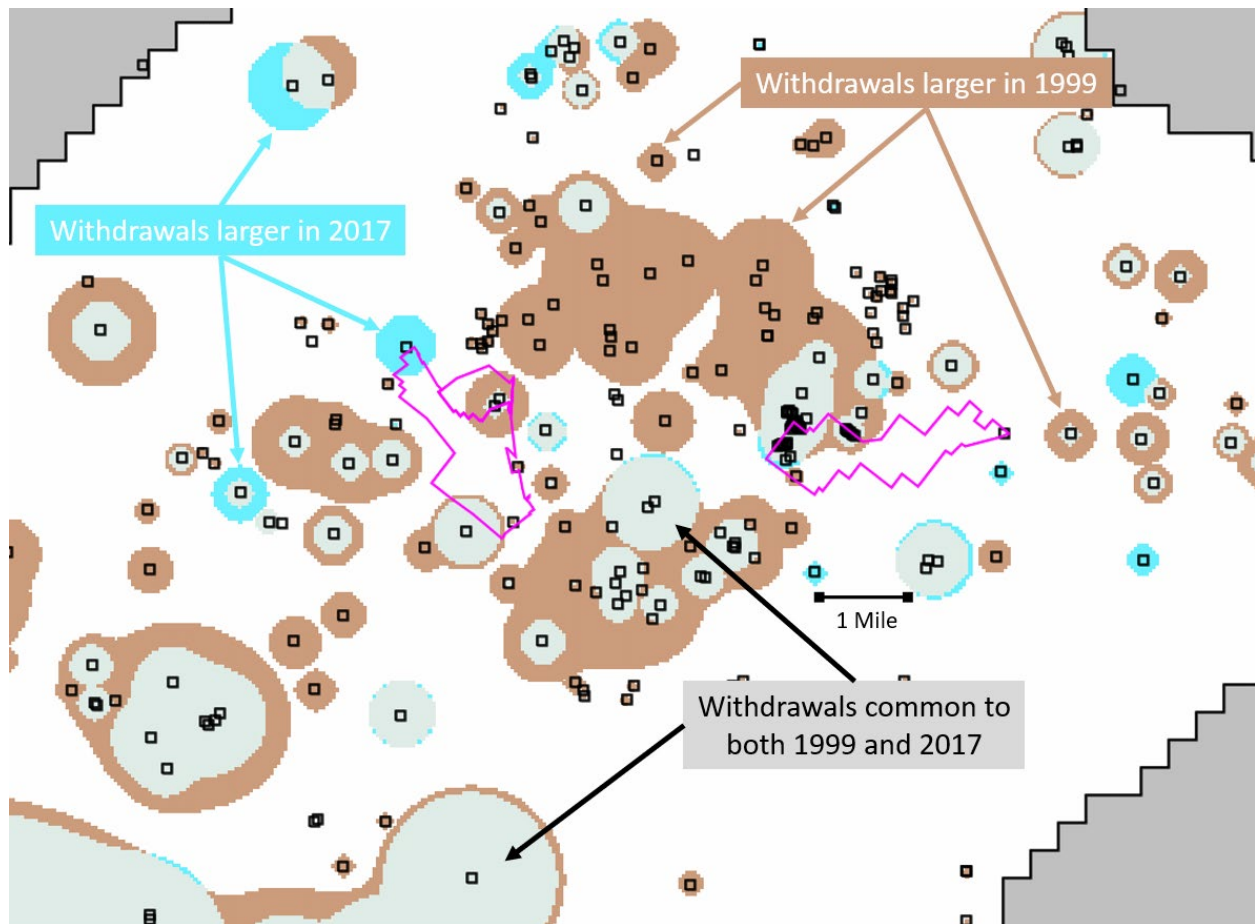 Withdrawals larger in 1999
Withdrawals larger in 2017
1 Mile
Withdrawals common to
both 1999 and 2017